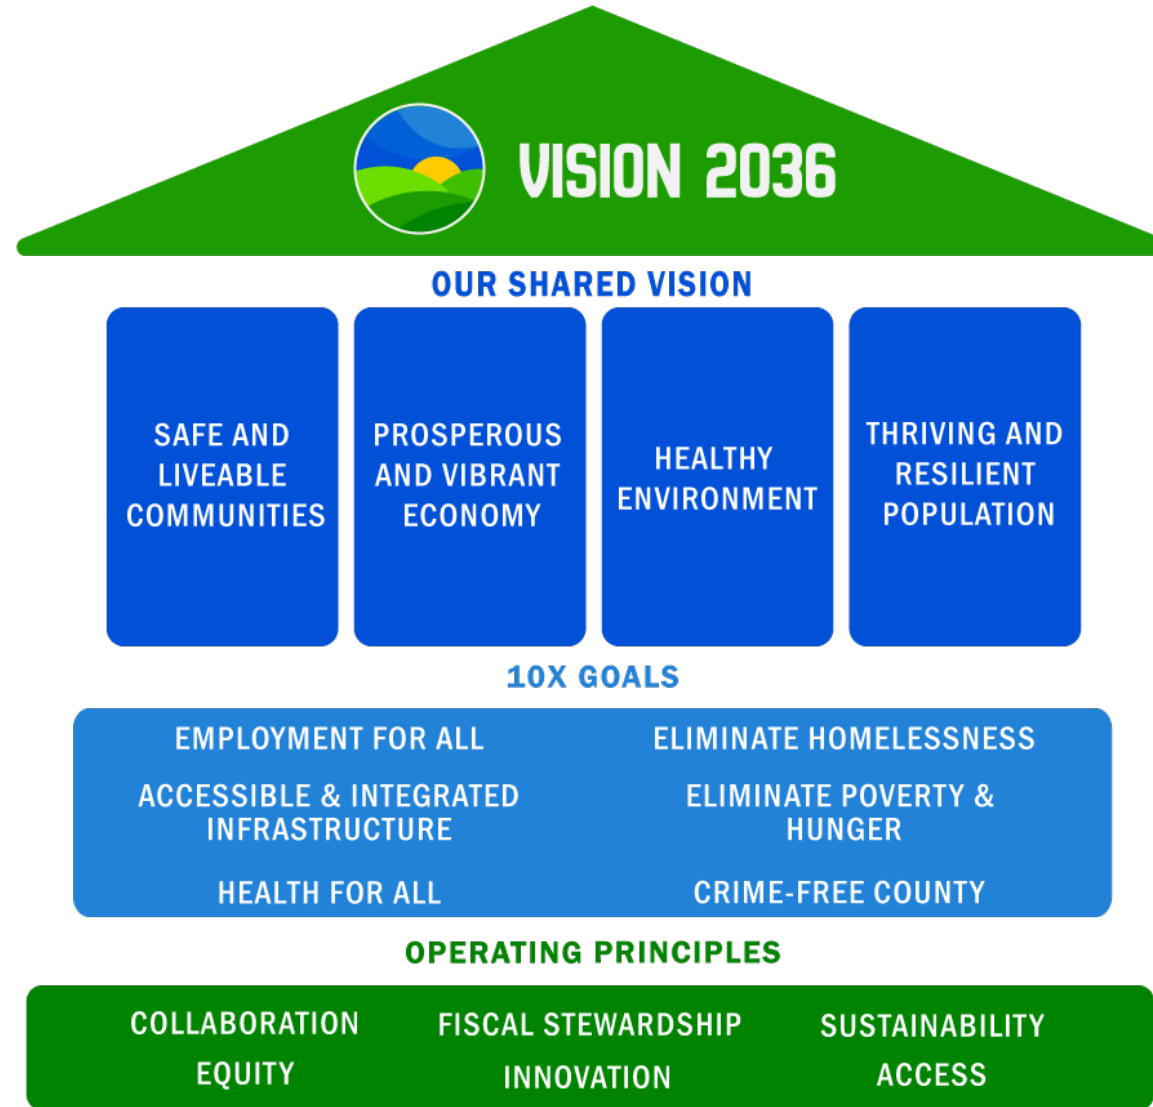 VISION 2036
OUR SHARED VISION
SAFE AND
LIVEABLE
COMMUNITIES
PROSPEROUS
AND VIBRANT
ECONOMY
HEALTHY
ENVIRONMENT
THRIVING AND
RESILIENT
POPULATION
10X GOALS
EMPLOYMENT FOR ALL
ELIMINATE HOMELESSNESS
ACCESSIBLE & INTEGRATED
INFRASTRUCTURE
ELIMINATE POVERTY &
HUNGER
HEALTH FOR ALL
CRIME-FREE COUNTY
OPERATING PRINCIPLES
COLLABORATION
FISCAL STEWARDSHIP
SUSTAINABILITY
EQUITY
INNOVATION
ACCESS